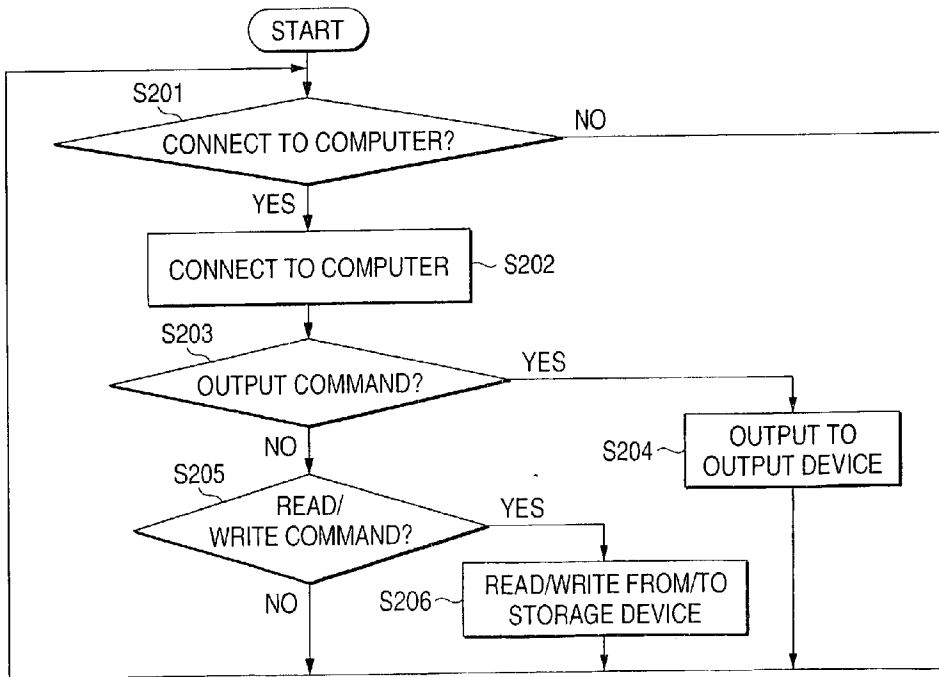 START
S201
CONNECT TO COMPUTER?
NO
YES
CONNECT TO COMPUTER
S202
S203
OUTPUT COMMAND?
YES
NO
S204
OUTPUT TO
OUTPUT DEVICE
S205
READ/
WRITE COMMAND?
YES
NO
S206
READ/WRITE FROM/TO
STORAGE DEVICE